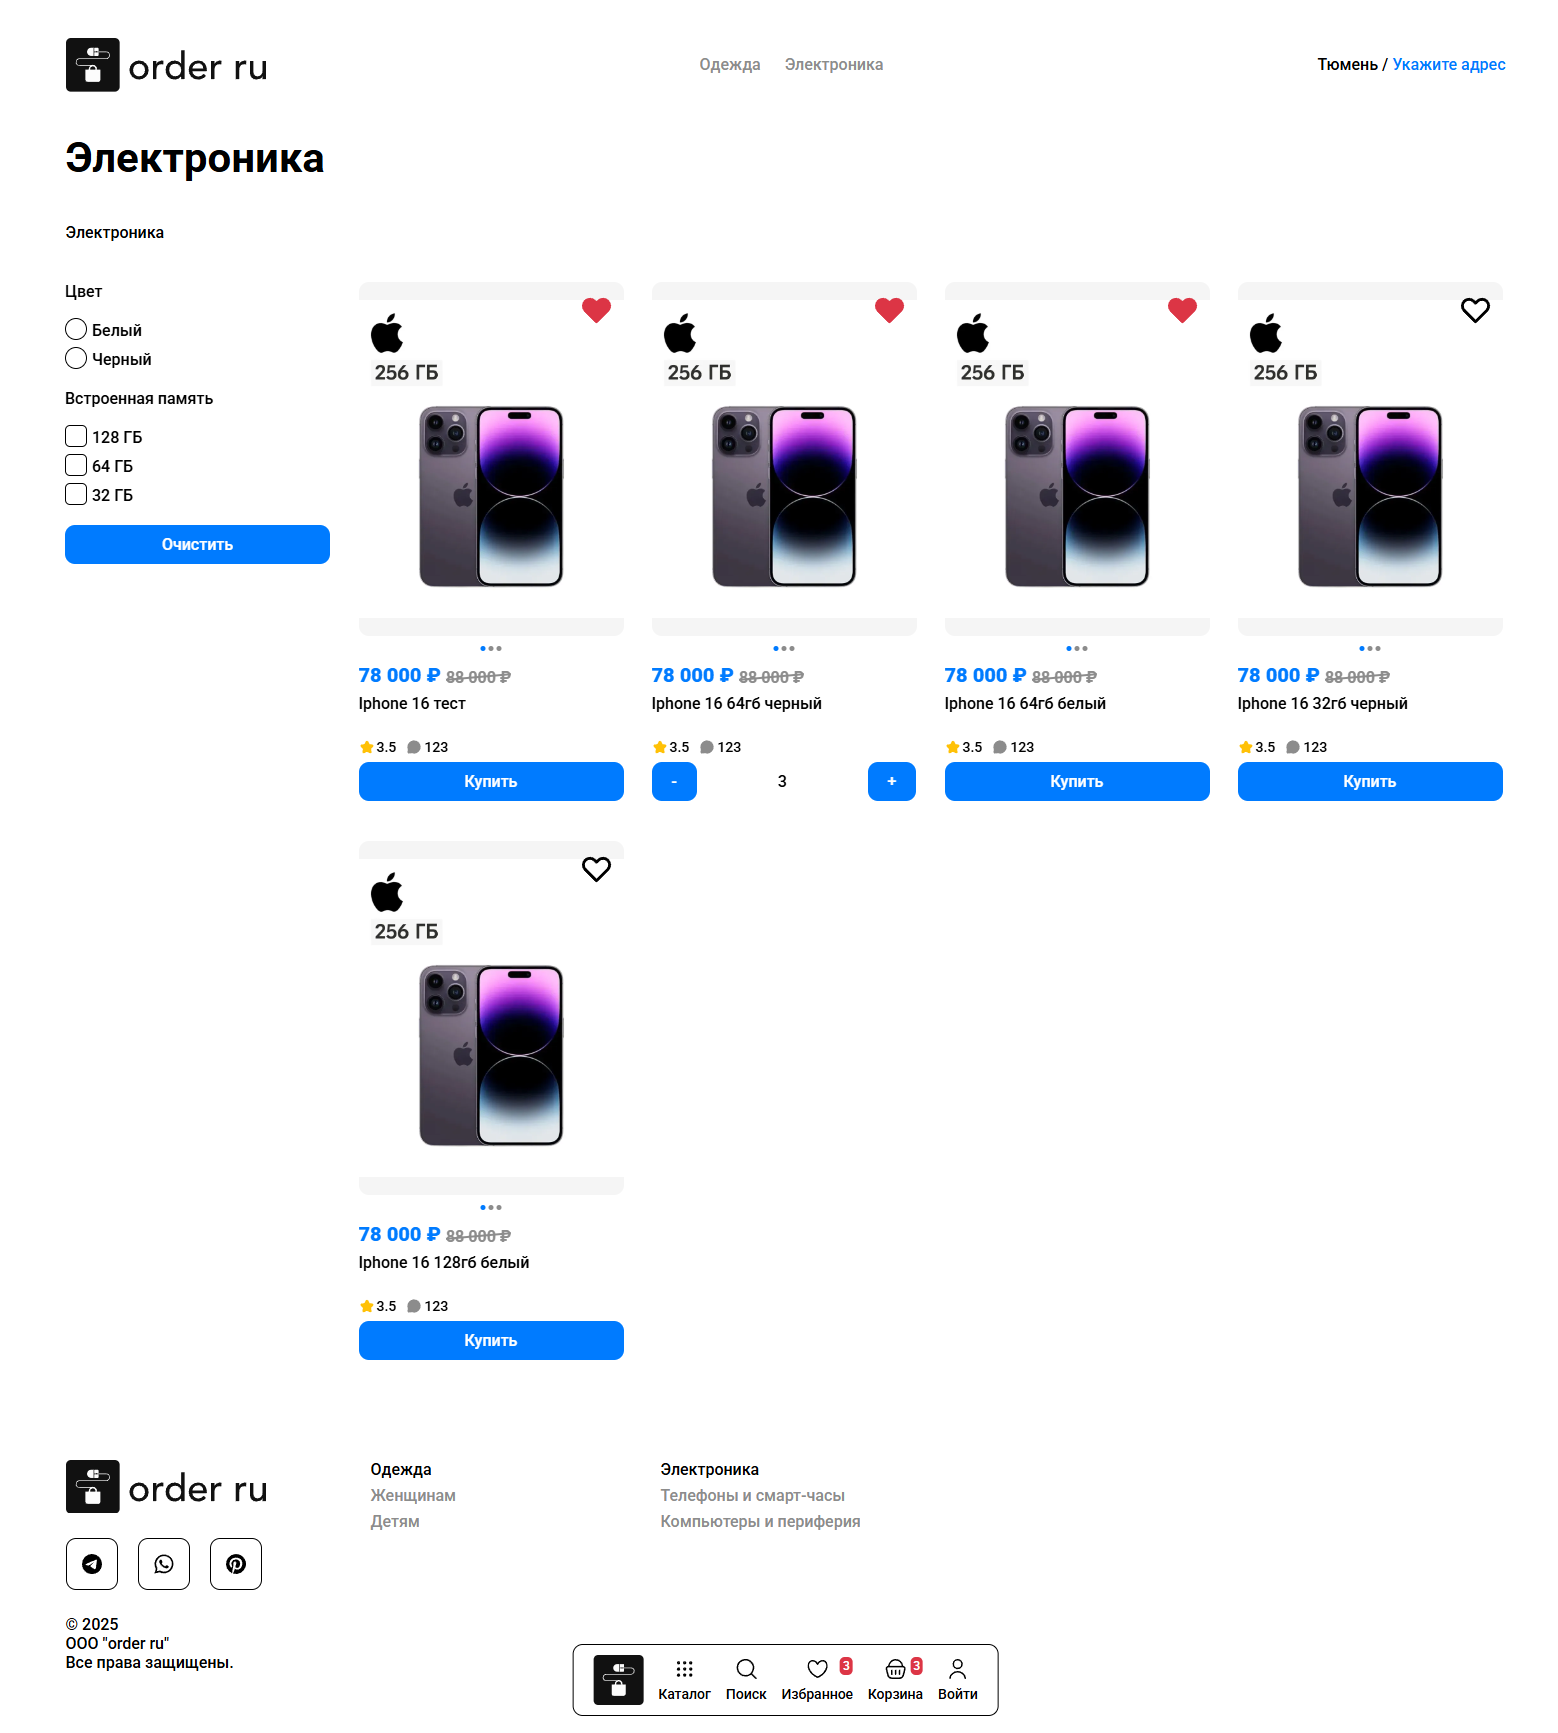 order ru
Одежда Электроника
Тюмень / Укажите адрес
Электроника
Электроника
Цвет
Белый
Черный
Встроенная память
128 ГБ
64 ГБ
32 ГБ
Очистить
256 ГБ
78 000 ₽ 88 000 ₽
Iphone 16 тест
3.5 123
Купить
256 ГБ
78 000 ₽ 88 000 ₽
Iphone 16 64гб черный
3.5 123
- 3 +
256 ГБ
78 000 ₽ 88 000 ₽
Iphone 16 64гб белый
3.5 123
Купить
256 ГБ
78 000 ₽ 88 000 ₽
Iphone 16 32гб черный
3.5 123
Купить
256 ГБ
78 000 ₽ 88 000 ₽
Iphone 16 128гб белый
3.5 123
Купить
order ru
© 2025
ООО "order ru"
Все права защищены.
Одежда
Женщинам
Детям
Электроника
Телефоны и смарт-часы
Компьютеры и периферия
3 3
Каталог Поиск Избранное Корзина Войти